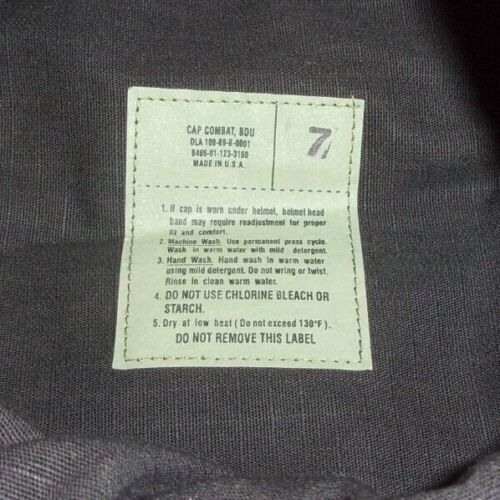 CAP COMBAT, BDU
DLA 100-89-G-0001
8405-01-123-3160
MADE IN U.S.A.
7
1. If cap is worn under helmet, helmet head
band may require readjustment for proper
fit and comfort.
2. Machine Wash. Use permanent press cycle.
Wash in warm water with mild detergent.
3. Hand Wash. Hand wash in warm water
using mild detergent. Do not wring or twist.
Rinse in clean warm water.
4. DO NOT USE CHLORINE BLEACH OR
STARCH.
5. Dry at low heat (Do not exceed 130°F).
DO NOT REMOVE THIS LABEL